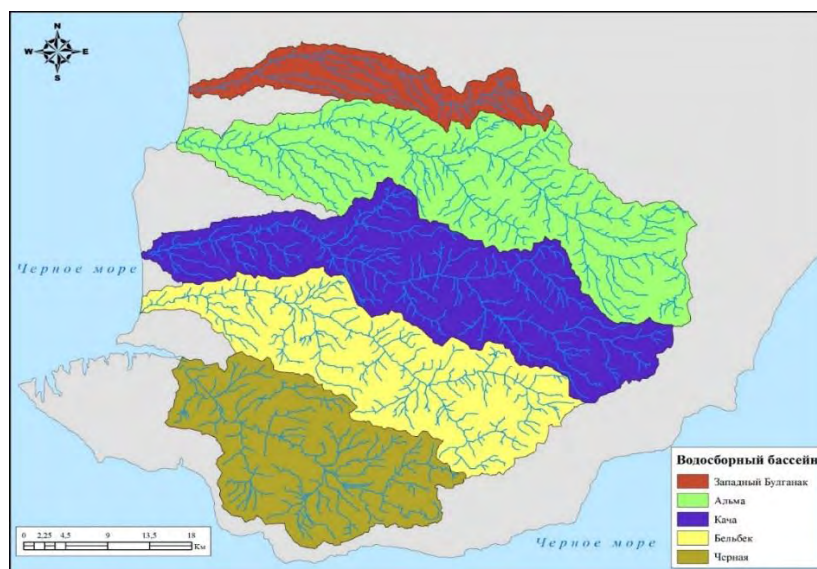 N
W E
S
Черное море
Черное море
Водосборный бассейн
Западный Булганак
Альма
Кача
Бельбек
Черная
0 2,25 4,5 9 13,5 18
Км